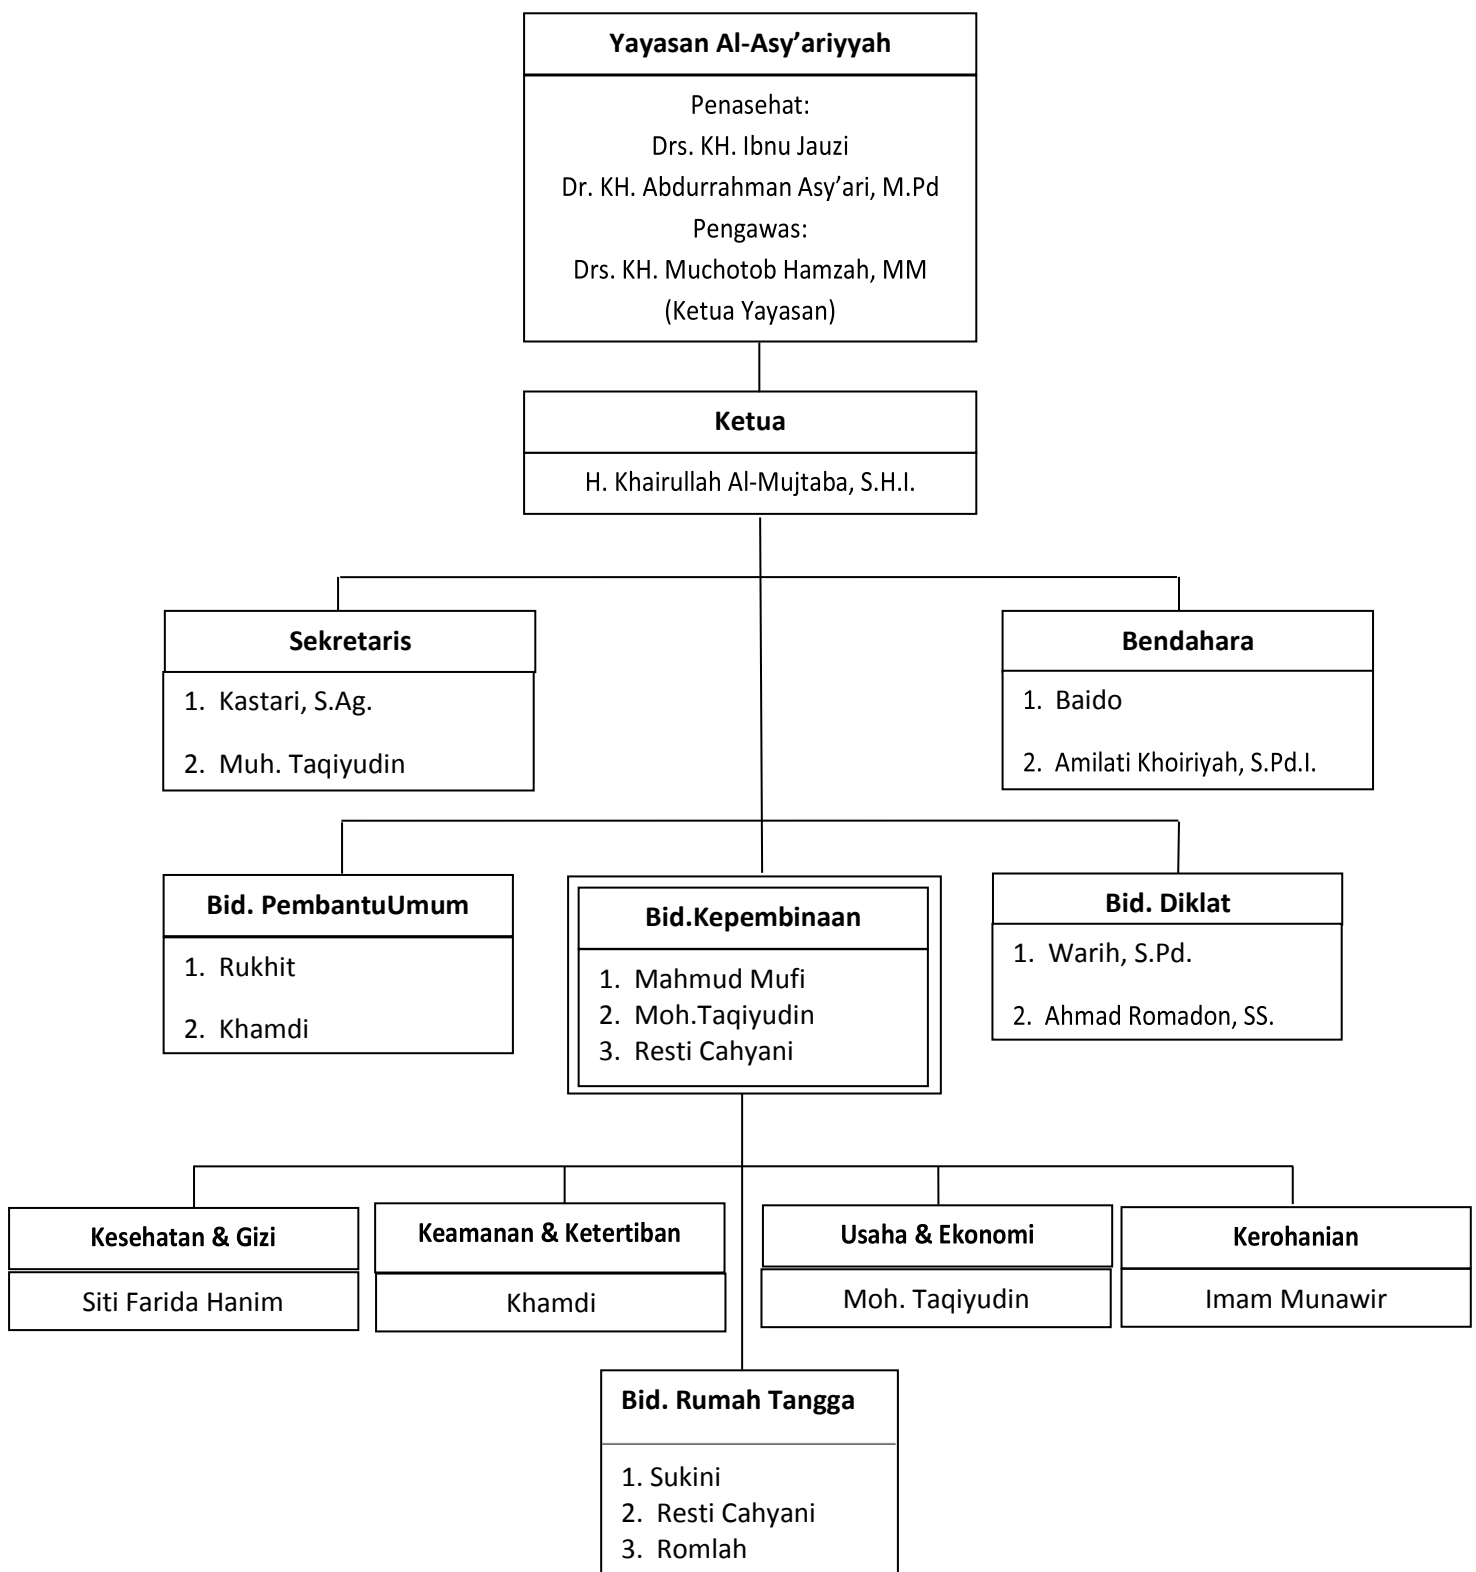 Yayasan Al-Asy’ariyyah
Penasehat:
Drs. KH. Ibnu Jauzi
Dr. KH. Abdurrahman Asy’ari, M.Pd
Pengawas:
Drs. KH. Muchotob Hamzah, MM
(Ketua Yayasan)
Ketua
H. Khairullah Al-Mujtaba, S.H.I.
Sekretaris
1. Kastari, S.Ag.
2. Muh. Taqiyudin
Bendahara
1. Baido
2. Amilati Khoiriyah, S.Pd.I.
Bid. PembantuUmum
1. Rukhit
2. Khamdi
Bid.Kepembinaan
1. Mahmud Mufi
2. Moh.Taqiyudin
3. Resti Cahyani
Bid. Diklat
1. Warih, S.Pd.
2. Ahmad Romadon, SS.
Kesehatan & Gizi
Siti Farida Hanim
Keamanan & Ketertiban
Khamdi
Usaha & Ekonomi
Moh. Taqiyudin
Kerohanian
Imam Munawir
Bid. Rumah Tangga
1. Sukini
2. Resti Cahyani
3. Romlah